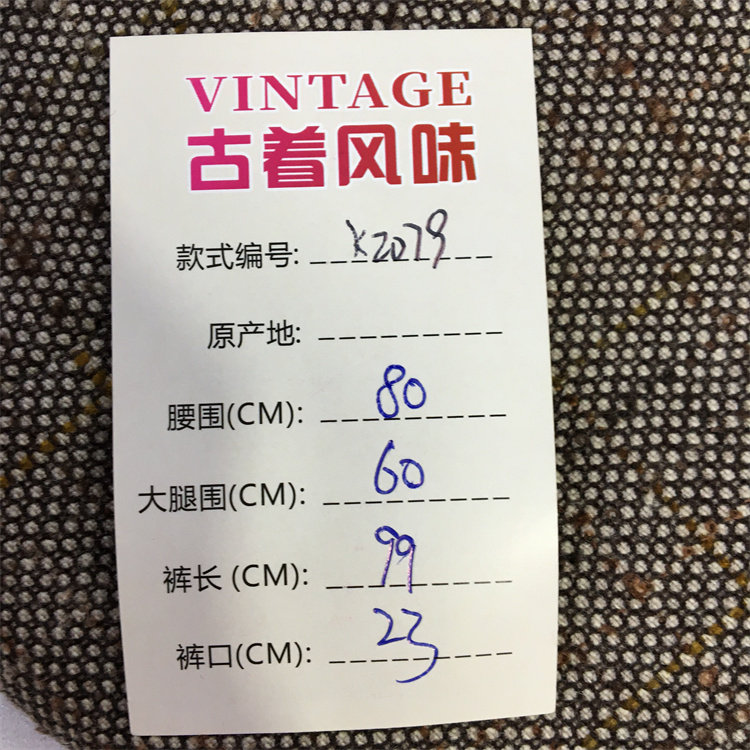 VINTAGE
古着风味
款式编号: K2079
原产地:
腰围(CM): 80
大腿围(CM): 60
裤长 (CM): 99
裤口(CM): 23